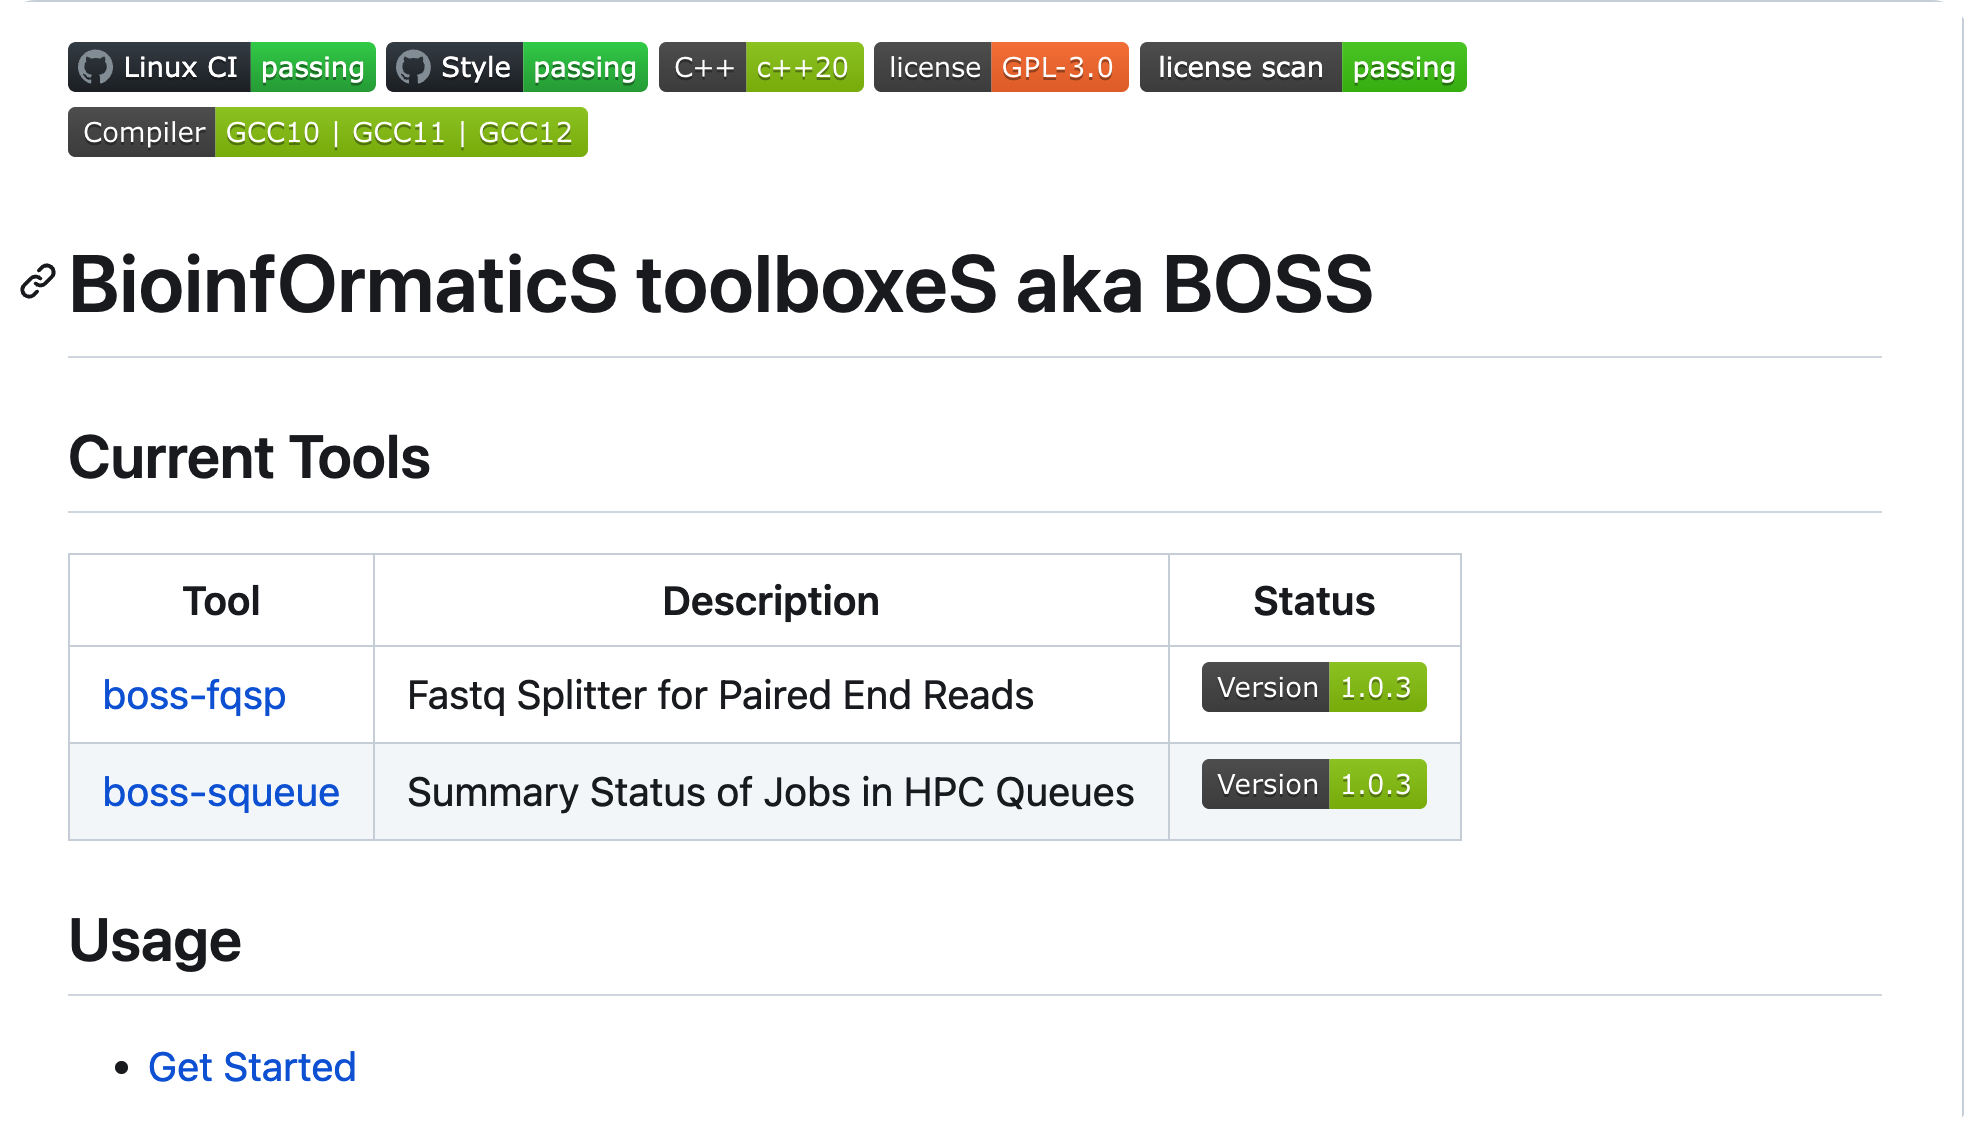 Linux CI passing Style passing C++ c++20 license GPL-3.0 license scan passing
Compiler GCC10 | GCC11 | GCC12
BioinfOrmaticS toolboxeS aka BOSS
Current Tools
Tool Description Status
boss-fqsp Fastq Splitter for Paired End Reads Version 1.0.3
boss-squeue Summary Status of Jobs in HPC Queues Version 1.0.3
Usage
• Get Started